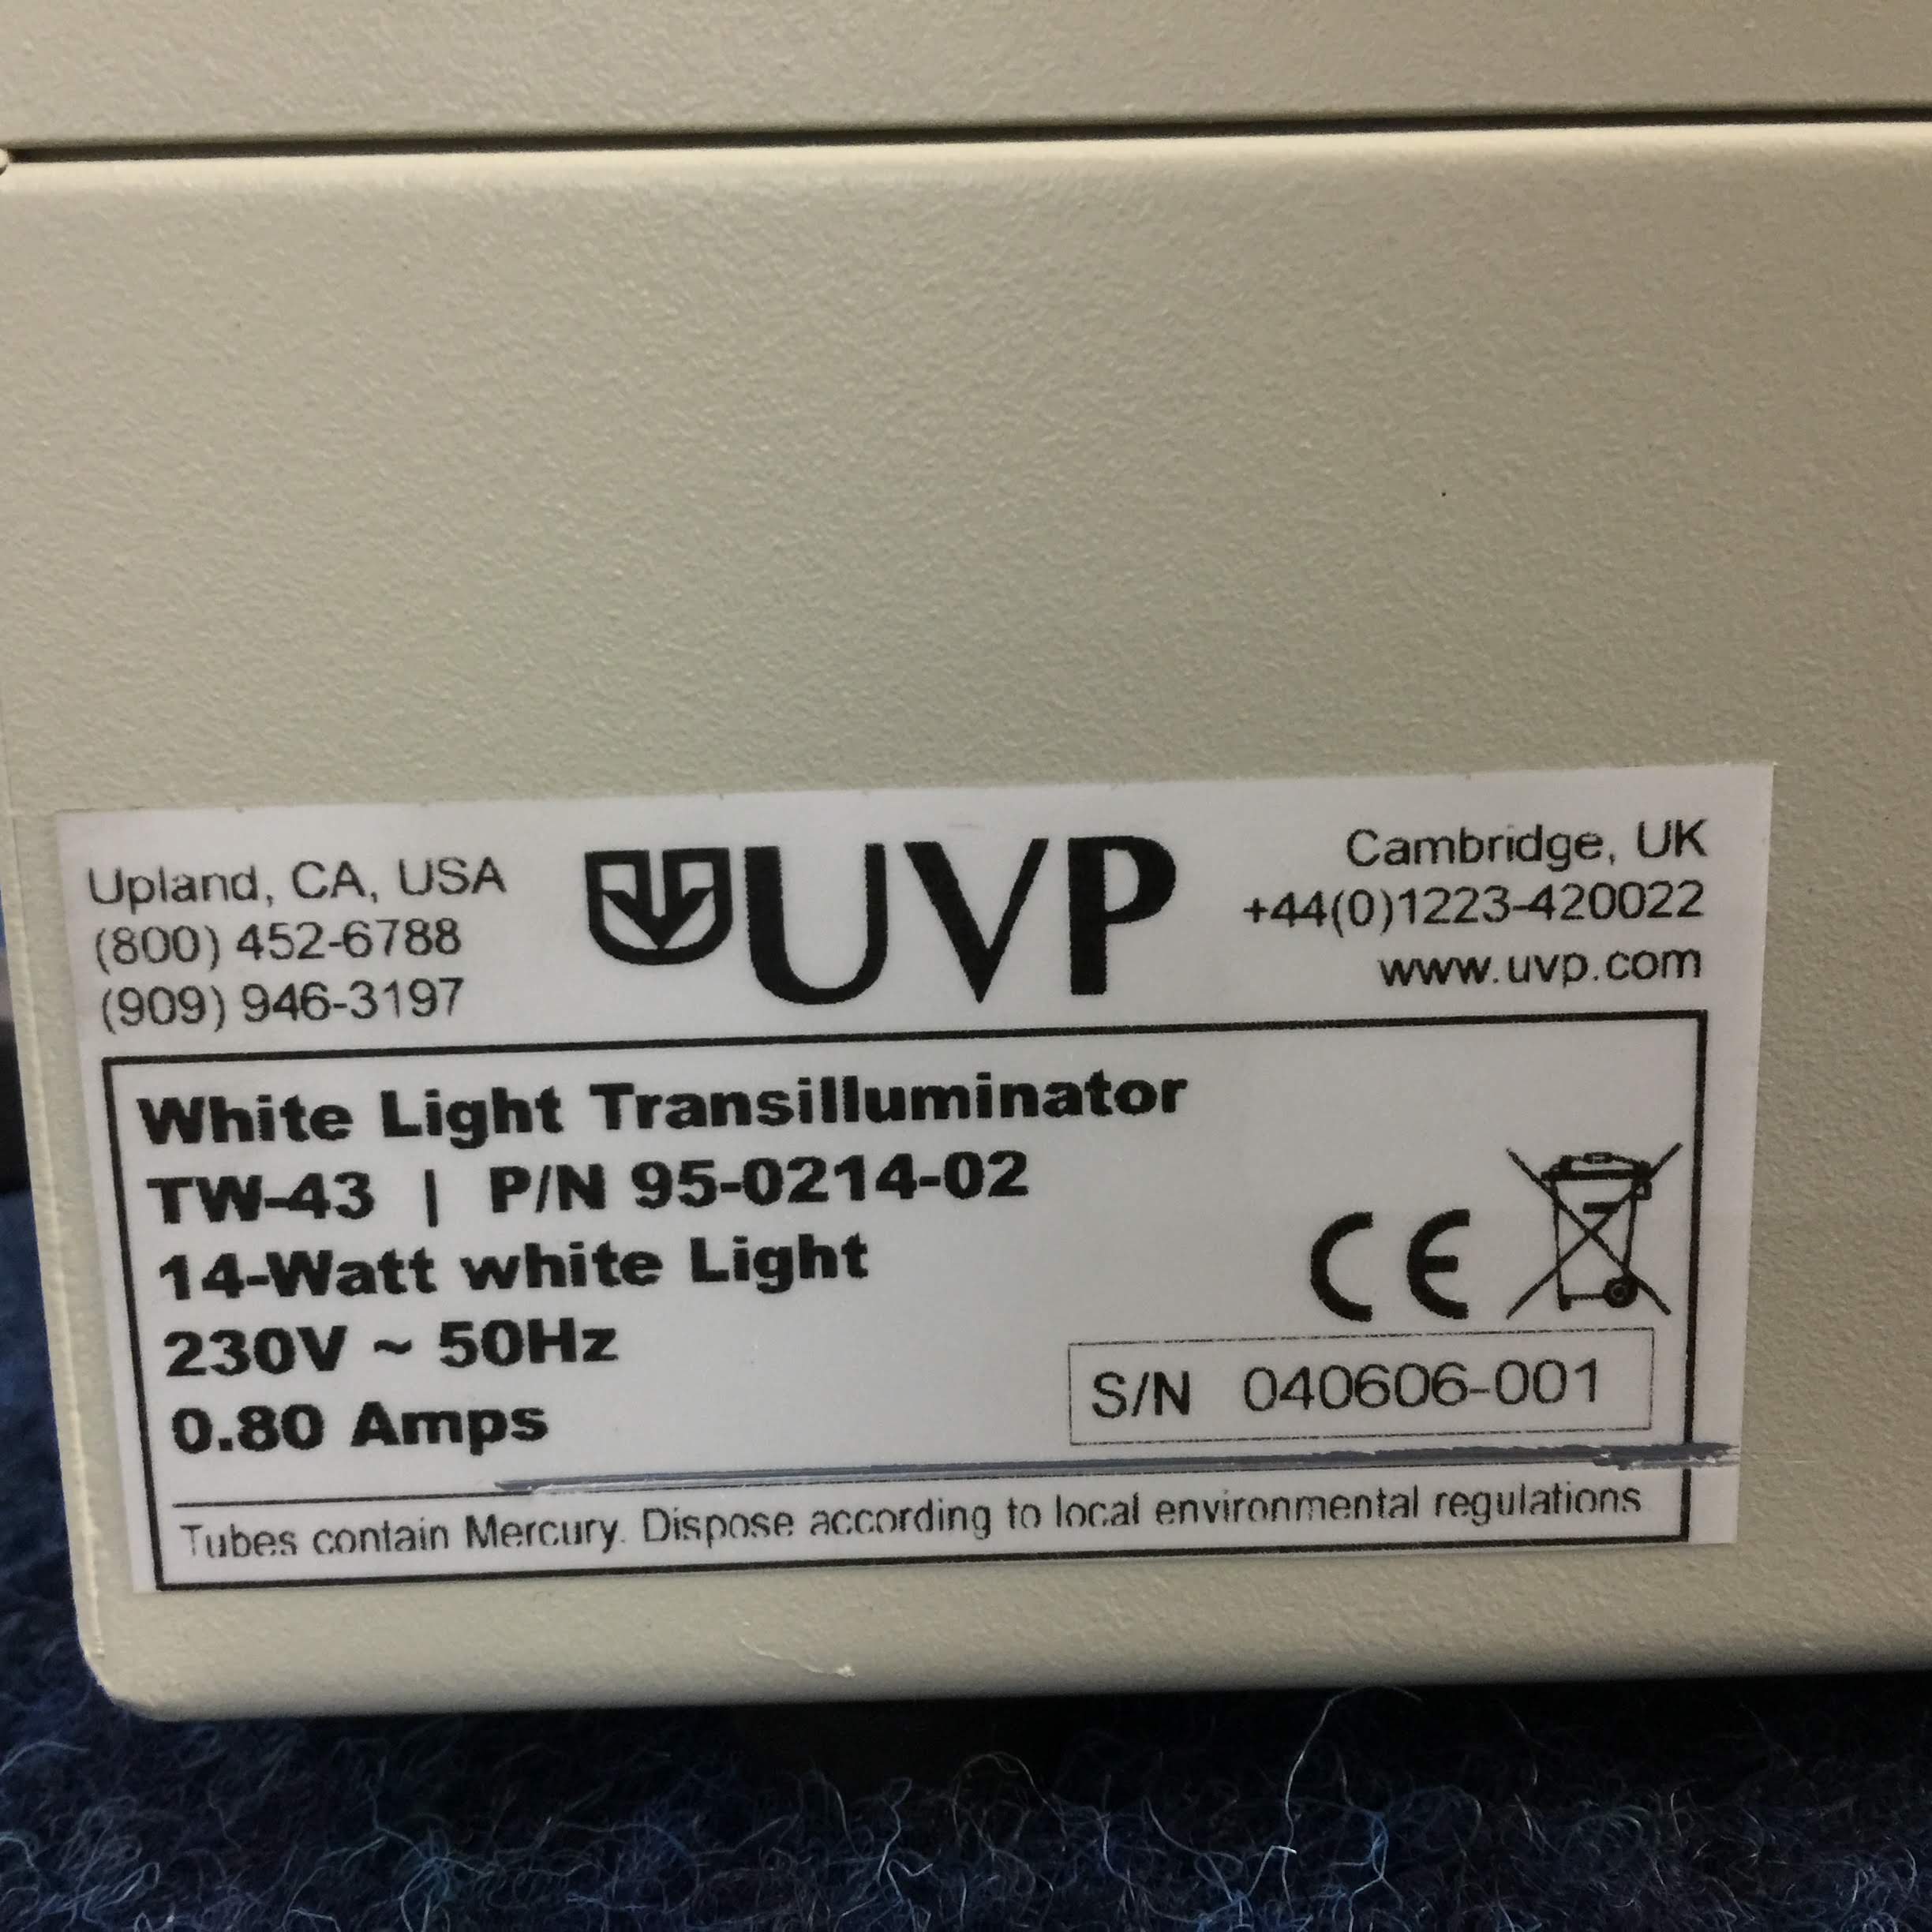 Upland, CA, USA
(800) 452-6788
(909) 946-3197
UVP
Cambridge, UK
+44(0)1223-420022
www.uvp.com
White Light Transilluminator
TW-43 | P/N 95-0214-02
14-Watt white Light
230V ~ 50Hz
0.80 Amps
CE
S/N 040606-001
Tubes contain Mercury. Dispose according to local environmental regulations